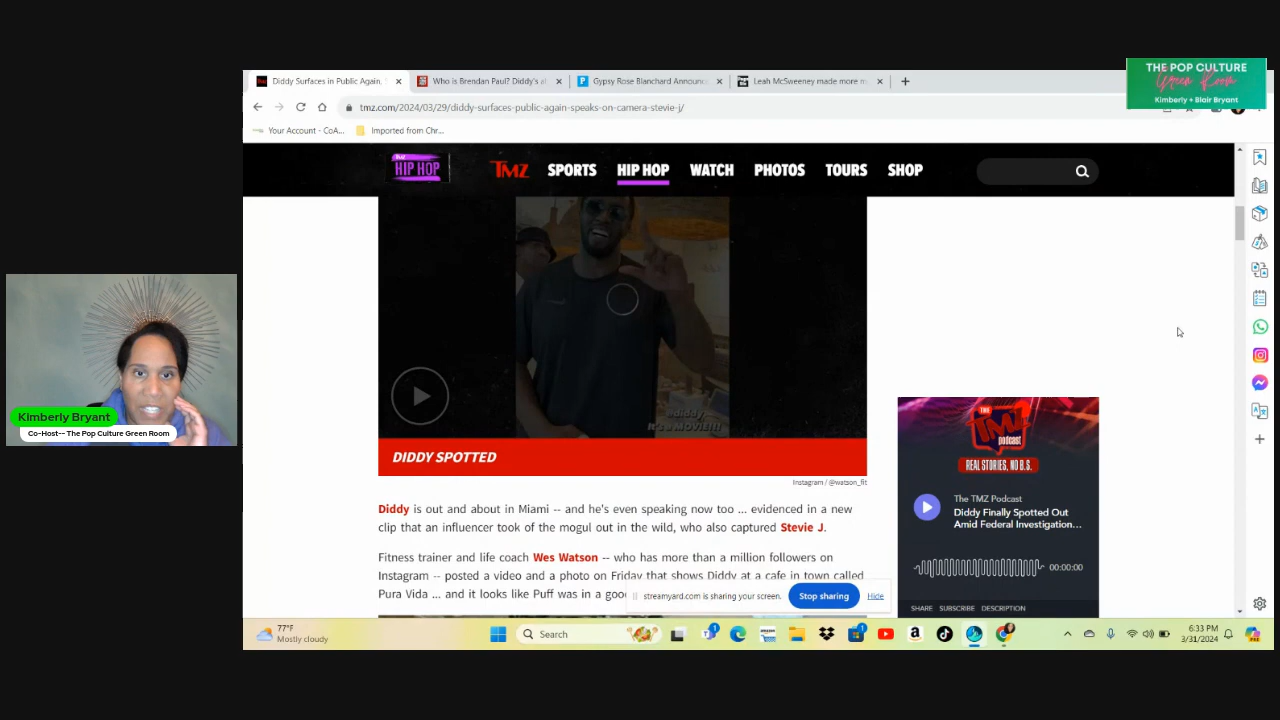 Diddy Surfaces in Public Again,
Who is Brendan Paul? Diddy's al
Gypsy Rose Blanchard Announc
Leah McSweeney made more m
THE POP CULTURE
Green Room
Kimberly + Blair Bryant
tmz.com/2024/03/29/diddy-surfaces-public-again-speaks-on-camera-stevie-j/
Your Account - CoA...
Imported from Chr...
TMZ
HIP HOP
TMZ
SPORTS
HIP HOP
WATCH
PHOTOS
TOURS
SHOP
@diddy
It's a MOVIE!!!
DIDDY SPOTTED
Instagram / @watson_fit
Diddy is out and about in Miami -- and he's even speaking now too ... evidenced in a new
clip that an influencer took of the mogul out in the wild, who also captured Stevie J.
Fitness trainer and life coach Wes Watson -- who has more than a million followers on
Instagram -- posted a video and a photo on Friday that shows Diddy at a cafe in town called
Pura Vida ... and it looks like Puff was in a goo
streamyard.com is sharing your screen.
Stop sharing
Hide
THE
TMZ
podcast
REAL STORIES, NO B.S.
The TMZ Podcast
Diddy Finally Spotted Out
Amid Federal Investigation...
00:00:00
SHARE SUBSCRIBE DESCRIPTION
Kimberly Bryant
Co-Host-- The Pop Culture Green Room
77°F
Mostly cloudy
Search
6:33 PM
3/31/2024